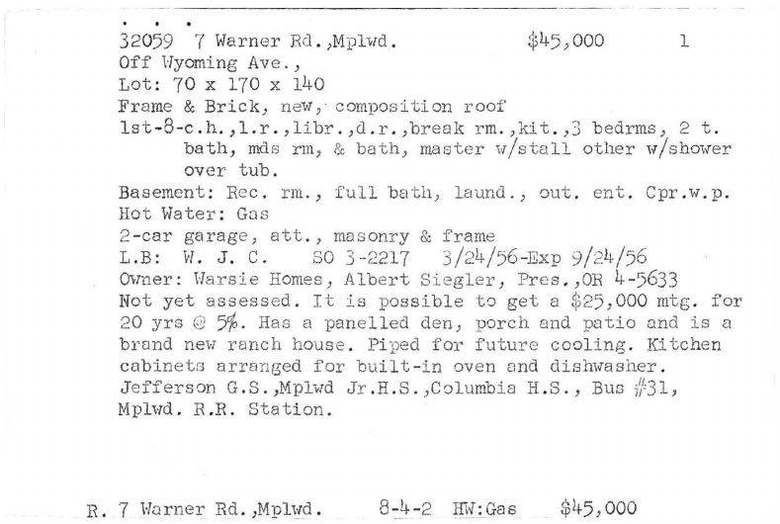 32059 7 Warner Rd.,Mplwd. $45,000 1
Off Wyoming Ave.,
Lot: 70 x 170 x 140
Frame & Brick, new, composition roof
1st-8-c.h.,l.r.,libr.,d.r.,break rm.,kit.,3 bedrms, 2 t.
bath, mds rm, & bath, master w/stall other w/shower
over tub.
Basement: Rec. rm., full bath, laund., out. ent. Cpr.w.p.
Hot Water: Gas
2-car garage, att., masonry & frame
L.B: W. J. C. SO 3-2217 3/24/56-Exp 9/24/56
Owner: Warsie Homes, Albert Siegler, Pres.,OR 4-5633
Not yet assessed. It is possible to get a $25,000 mtg. for
20 yrs @ 5%. Has a panelled den, porch and patio and is a
brand new ranch house. Piped for future cooling. Kitchen
cabinets arranged for built-in oven and dishwasher.
Jefferson G.S.,Mplwd Jr.H.S.,Columbia H.S., Bus #31,
Mplwd. R.R. Station.
R. 7 Warner Rd.,Mplwd. 8-4-2 HW:Gas $45,000